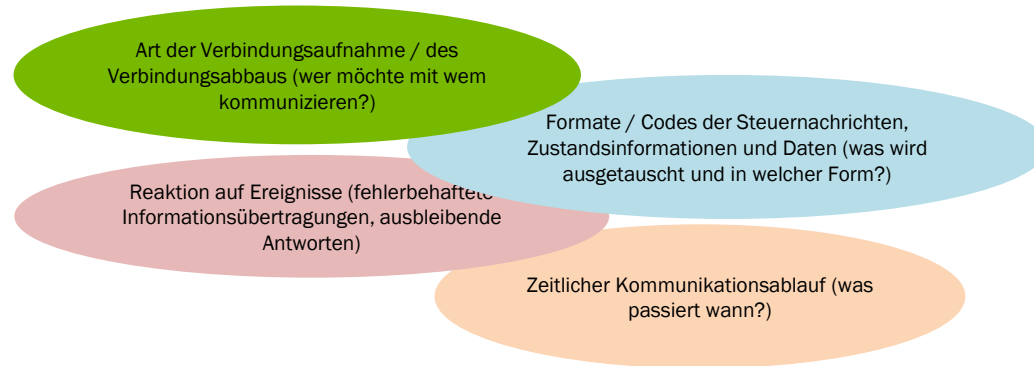 Art der Verbindungsaufnahme / des
Verbindungsabbaus (wer möchte mit wem
kommunizieren?)
Formate / Codes der Steuernachrichten,
Zustandsinformationen und Daten (was wird
ausgetauscht und in welcher Form?)
Reaktion auf Ereignisse (fehlerbehaftete
Informationsübertragungen, ausbleibende
Antworten)
Zeitlicher Kommunikationsablauf (was
passiert wann?)